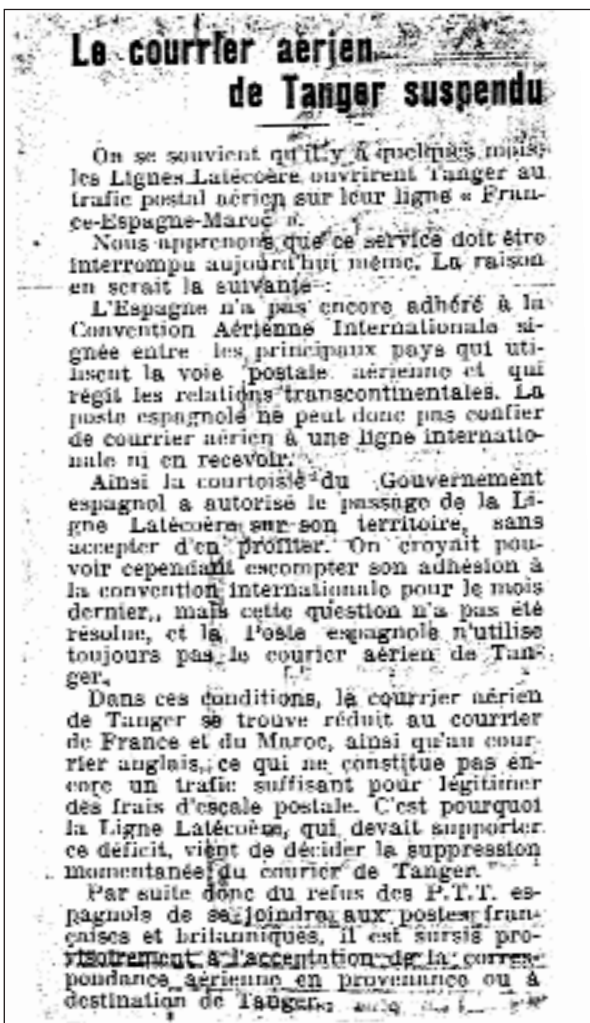 Le courrier aérien
de Tanger suspendu
On se souvient qu'il y a quelques mois
les Lignes Latécoère ouvrirent Tanger au
trafic postal aérien sur leur ligne « Fran-
ce-Espagne-Maroc ».
Nous apprenons que ce service doit être
interrompu aujourd'hui même. La raison
en serait la suivante :
L'Espagne n'a pas encore adhéré à la
Convention Aérienne Internationale si-
gnée entre les principaux pays qui uti-
lisent la voie postale aérienne et qui
régit les relations transcontinentales. La
poste espagnole ne peut donc pas confier
de courrier aérien à une ligne internatio-
nale ni en recevoir.
Ainsi la courtoisie du Gouvernement
espagnol a autorisé le passage de la Li-
gne Latécoère sur son territoire, sans
accepter d'en profiter. On croyait pou-
voir cependant escompter son adhésion à
la convention internationale pour le mois
dernier, mais cette question n'a pas été
résolue, et la Poste espagnole n'utilise
toujours pas le courier aérien de Tan-
ger.
Dans ces conditions, le courrier aérien
de Tanger se trouve réduit au courrier
de France et du Maroc, ainsi qu'au cour-
rier anglais, ce qui ne constitue pas en-
core un trafic suffisant pour légitimer
des frais d'escale postale. C'est pourquoi
la Ligne Latécoère, qui devait supporter
ce déficit, vient de décider la suppression
momentanée du courier de Tanger.
Par suite donc du refus des P.T.T. es-
pagnols de se joindre aux postes fran-
çaises et britanniques, il est sursis pro-
visoirement à l'acceptation de la corres-
pondance aérienne en provenance ou à
destination de Tanger.